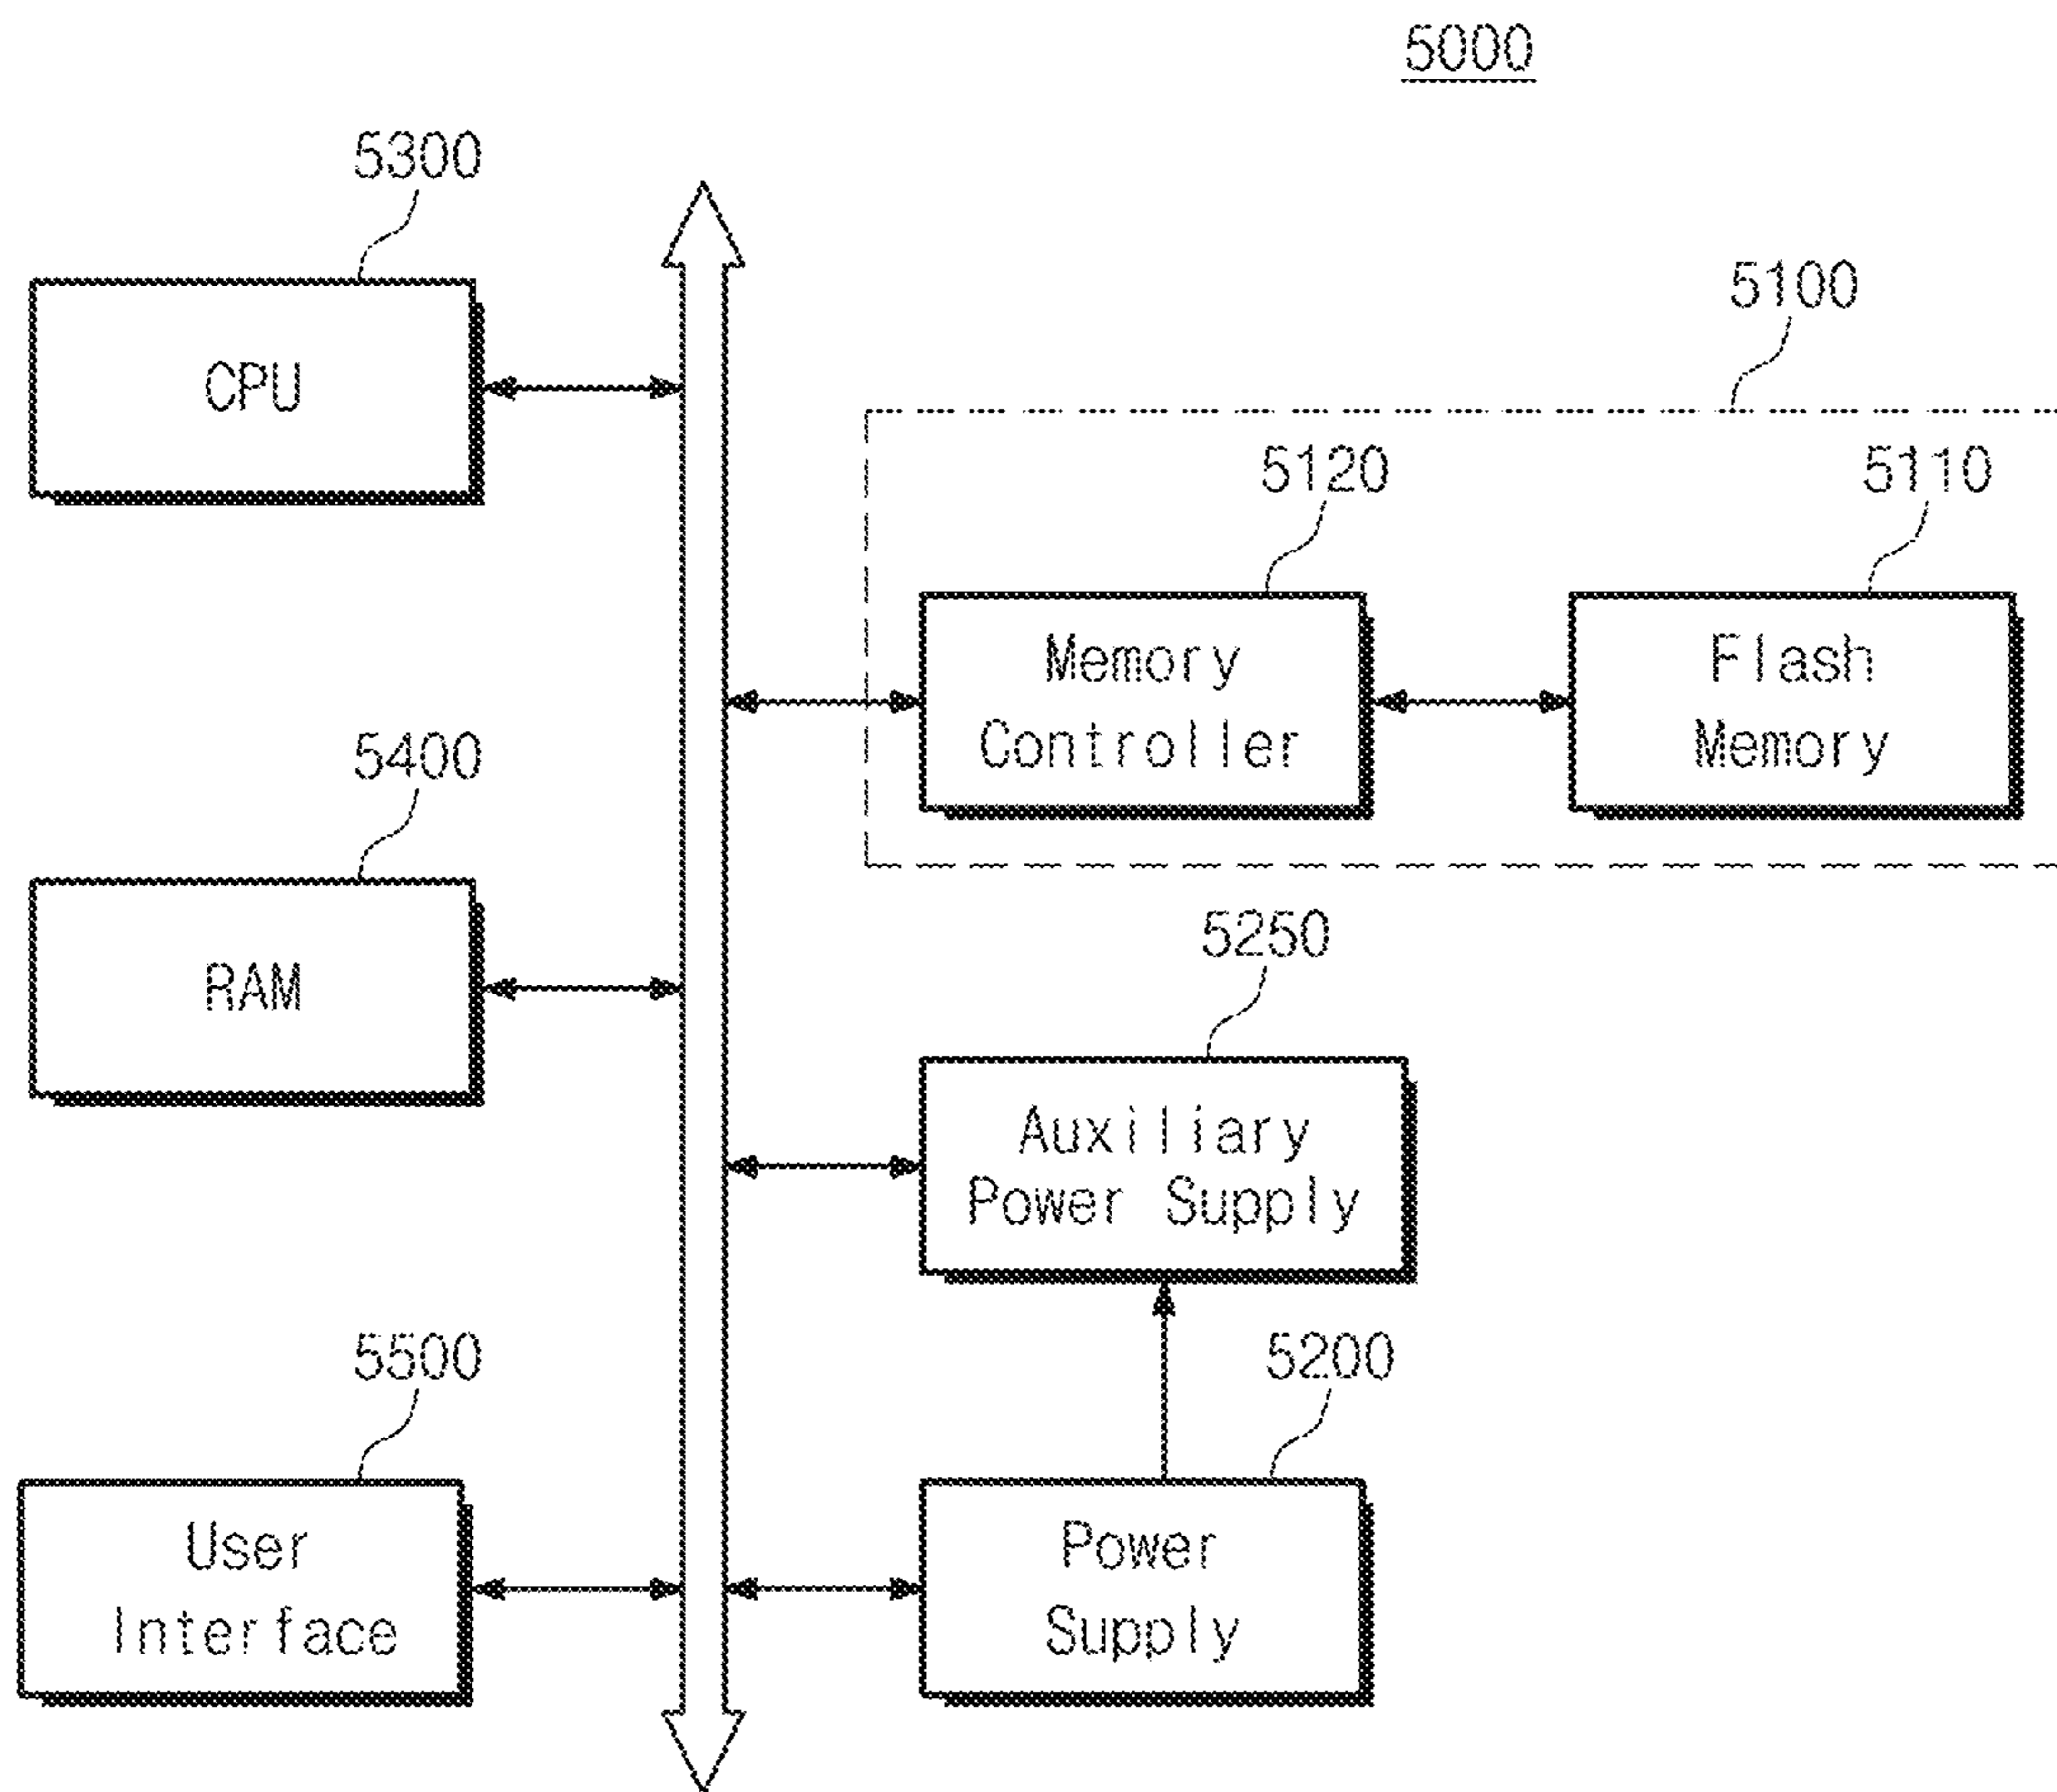 5000
5300
CPU
5100
5120
5110
Memory
Controller
Flash
Memory
5400
RAM
5250
Auxiliary
Power Supply
5500
User
Interface
5200
Power
Supply